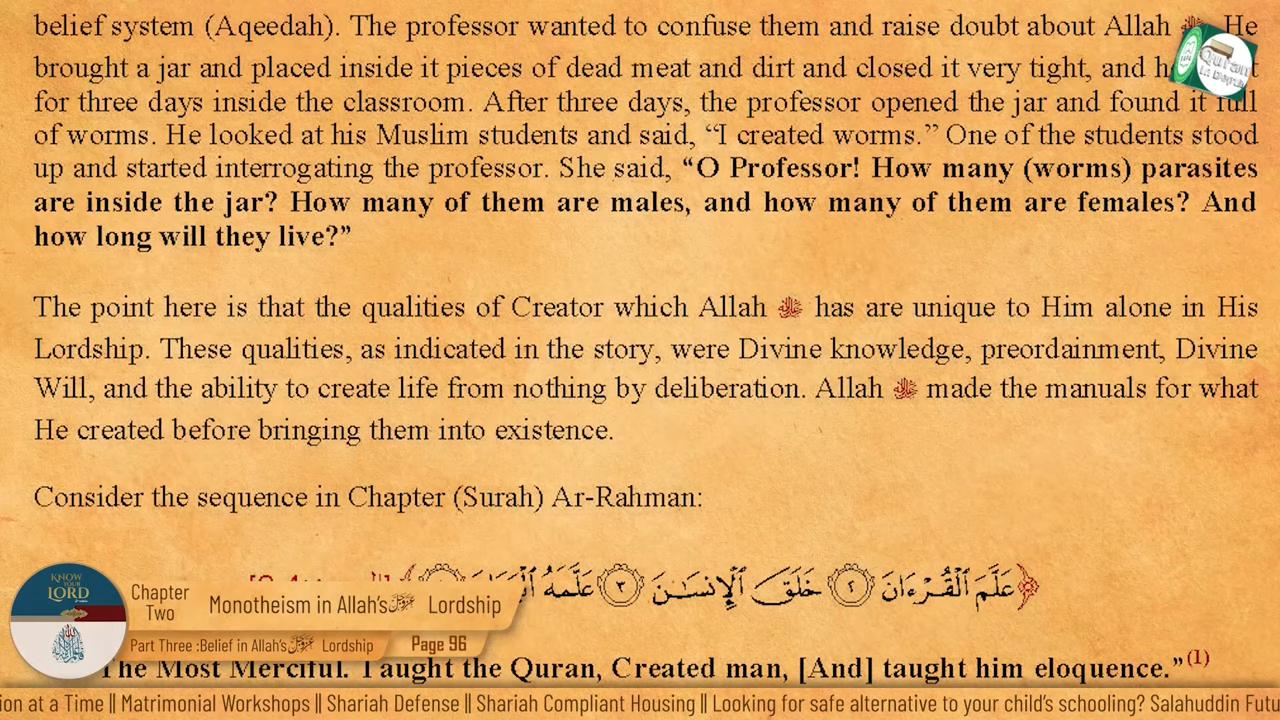 belief system (Aqeedah). The professor wanted to confuse them and raise doubt about Allah ﷻ. He
brought a jar and placed inside it pieces of dead meat and dirt and closed it very tight, and
for three days inside the classroom. After three days, the professor opened the jar and found it full
of worms. He looked at his Muslim students and said, “I created worms.” One of the students stood
up and started interrogating the professor. She said, “O Professor! How many (worms) parasites
are inside the jar? How many of them are males, and how many of them are females? And
how long will they live?”
The point here is that the qualities of Creator which Allah ﷻ has are unique to Him alone in His
Lordship. These qualities, as indicated in the story, were Divine knowledge, preordainment, Divine
Will, and the ability to create life from nothing by deliberation. Allah ﷻ made the manuals for what
He created before bringing them into existence.
Consider the sequence in Chapter (Surah) Ar-Rahman:
﴿عَلَّمَ ٱلْقُرْءَانَ ٢ خَلَقَ ٱلْإِنسَـٰنَ ٣ عَلَّمَهُ
The Most Merciful. Taught the Quran, Created man, [And] taught him eloquence.” (1)
KNOW YOUR LORD
Chapter Two
Monotheism in Allah’s Lordship
Part Three :Belief in Allah’s Lordship Page 96
ion at a Time || Matrimonial Workshops || Shariah Defense || Shariah Compliant Housing || Looking for safe alternative to your child’s schooling? Salahuddin Futu